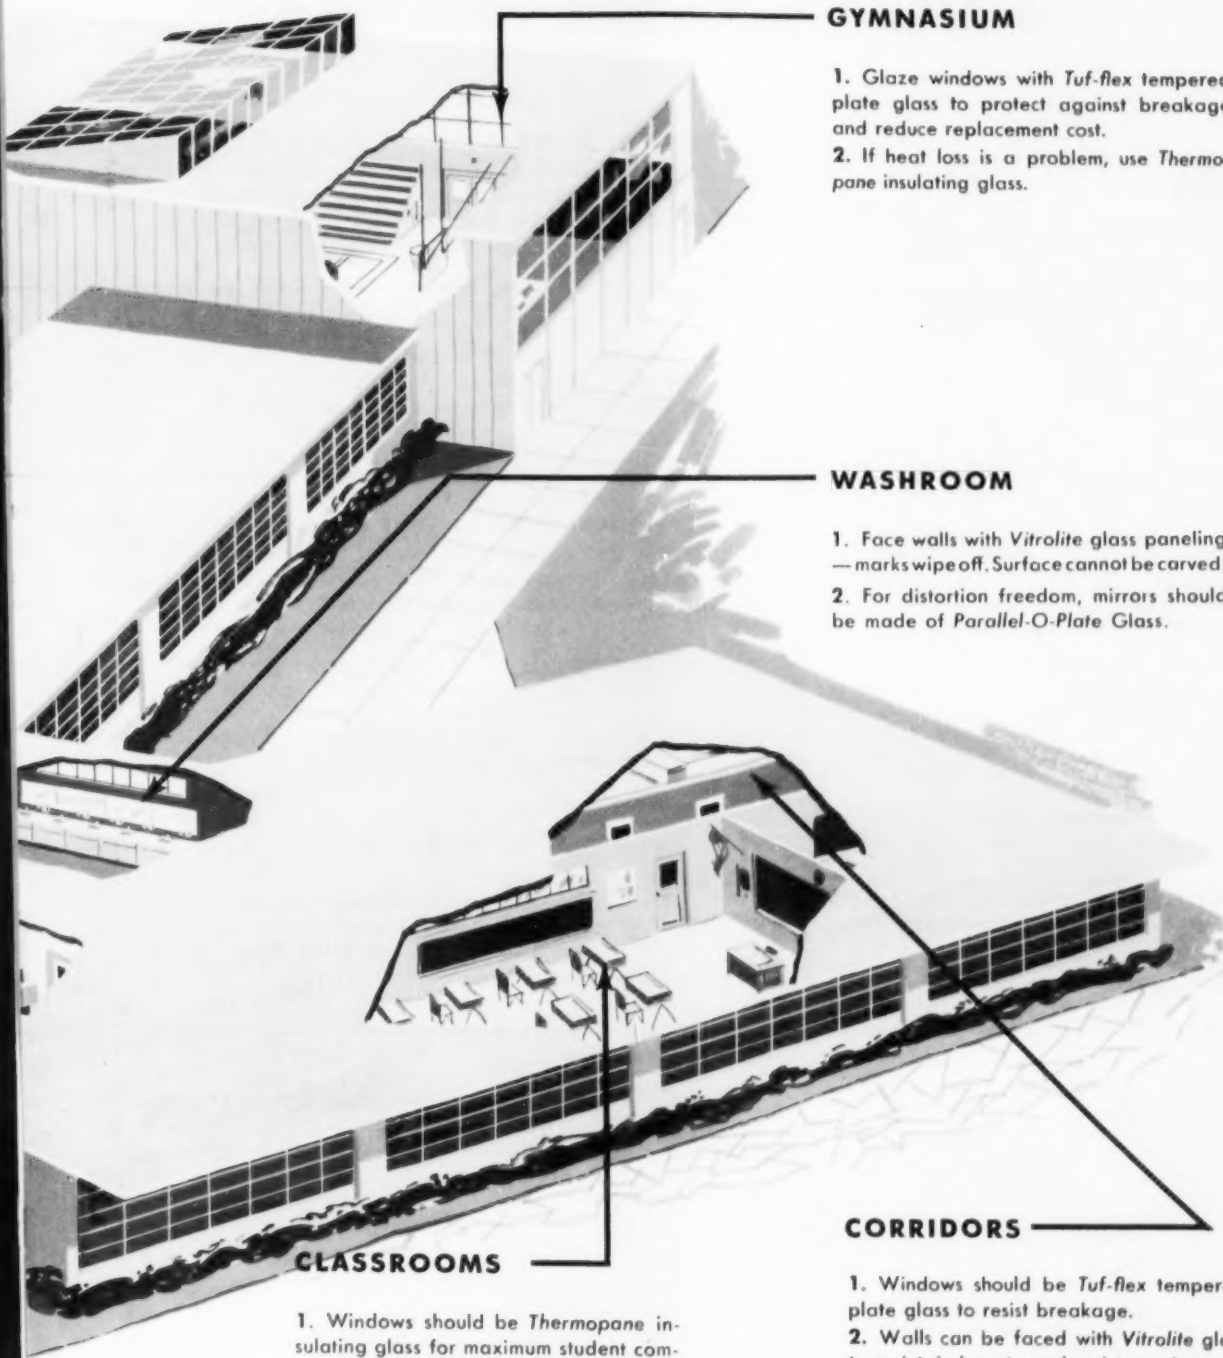 GYMNASIUM
1. Glaze windows with Tuf-flex tempered
plate glass to protect against breakage
and reduce replacement cost.
2. If heat loss is a problem, use Thermo-
pane insulating glass.
WASHROOM
1. Face walls with Vitrolite glass paneling
—marks wipe off. Surface cannot be carved
2. For distortion freedom, mirrors should
be made of Parallel-O-Plate Glass.
CLASSROOMS
1. Windows should be Thermopane in-
sulating glass for maximum student com-
CORRIDORS
1. Windows should be Tuf-flex temper
plate glass to resist breakage.
2. Walls can be faced with Vitrolite gl